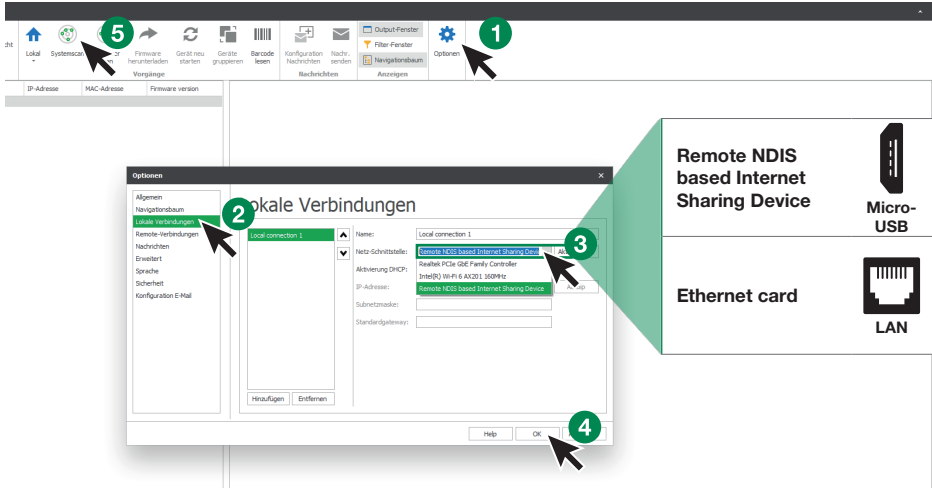 5
1
cht
Lokal
Systemscan
Firmware
herunterladen
Gerät neu
starten
Geräte
gruppieren
Barcode
lesen
Konfiguration
Nachrichten
Nachr.
senden
Output-Fenster
Filter-Fenster
Navigationsbaum
Optionen
Vorgänge
Nachrichten
Anzeigen
IP-Adresse MAC-Adresse Firmware version
Optionen
Allgemein
Navigationsbaum
Lokale Verbindungen
Remote-Verbindungen
Nachrichten
Erweitert
Sprache
Sicherheit
Konfiguration E-Mail
2
Lokale Verbindungen
Local connection 1
Hinzufügen Entfernen
Name: Local connection 1
Netz-Schnittstelle: Remote NDIS based Internet Sharing Devi
3
Realtek PCIe GbE Family Controller
Aktivierung DHCP:
Intel(R) Wi-Fi 6 AX201 160MHz
IP-Adresse:
Remote NDIS based Internet Sharing Device
Subnetzmaske:
Standardgateway:
Help OK
4
Remote NDIS
based Internet
Sharing Device
Micro-
USB
Ethernet card
LAN